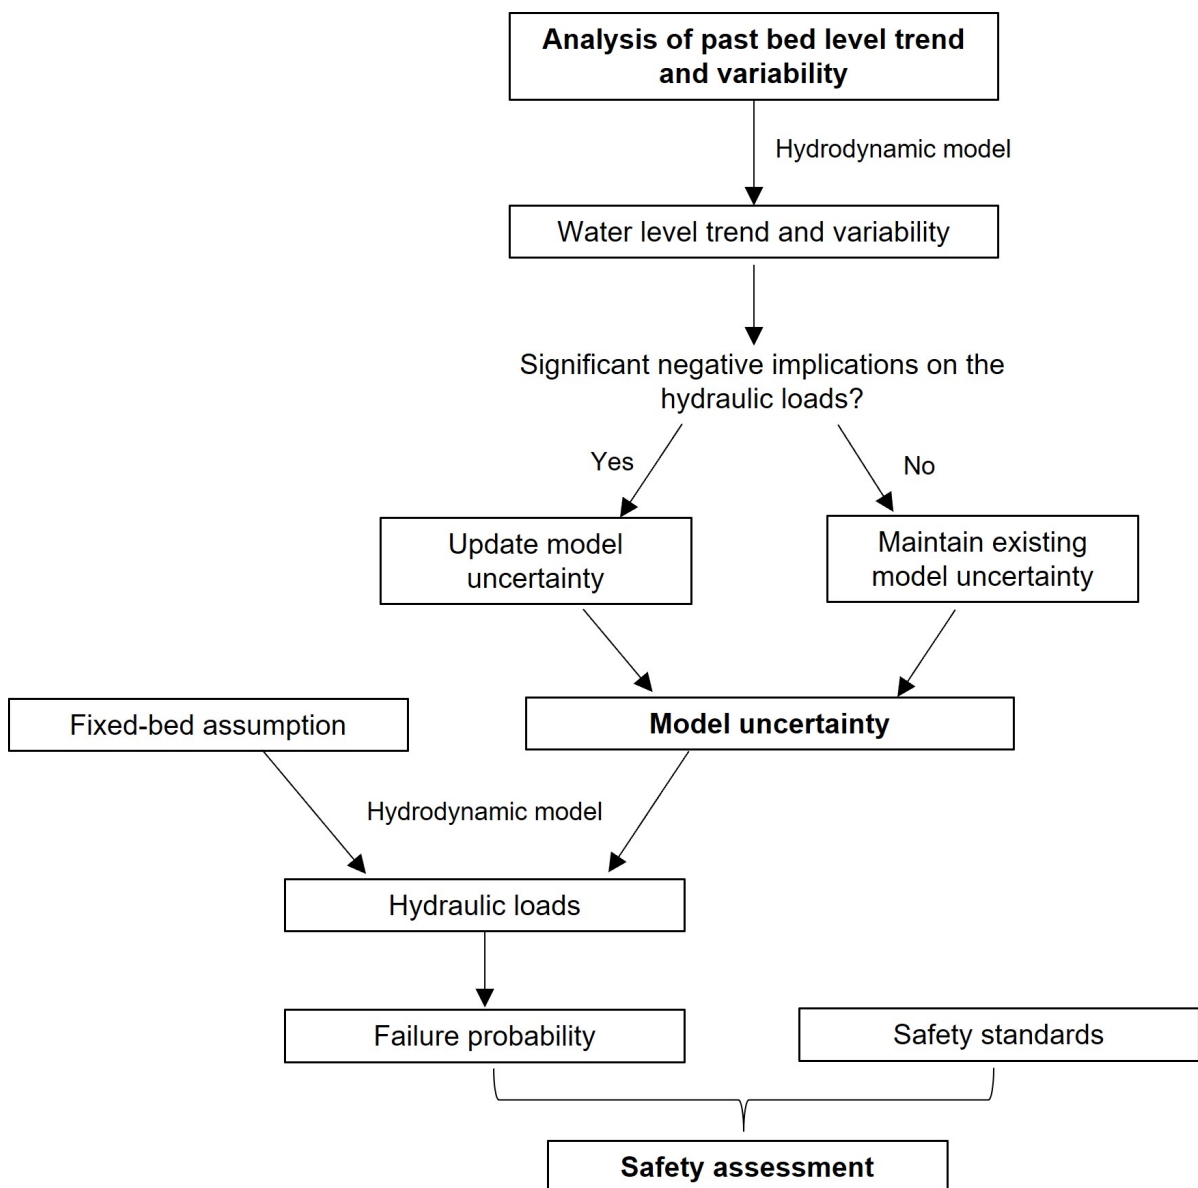 Analysis of past bed level trend
and variability
Hydrodynamic model
Water level trend and variability
Significant negative implications on the
hydraulic loads?
Yes
No
Update model
uncertainty
Maintain existing
model uncertainty
Fixed-bed assumption
Model uncertainty
Hydrodynamic model
Hydraulic loads
Failure probability
Safety standards
Safety assessment